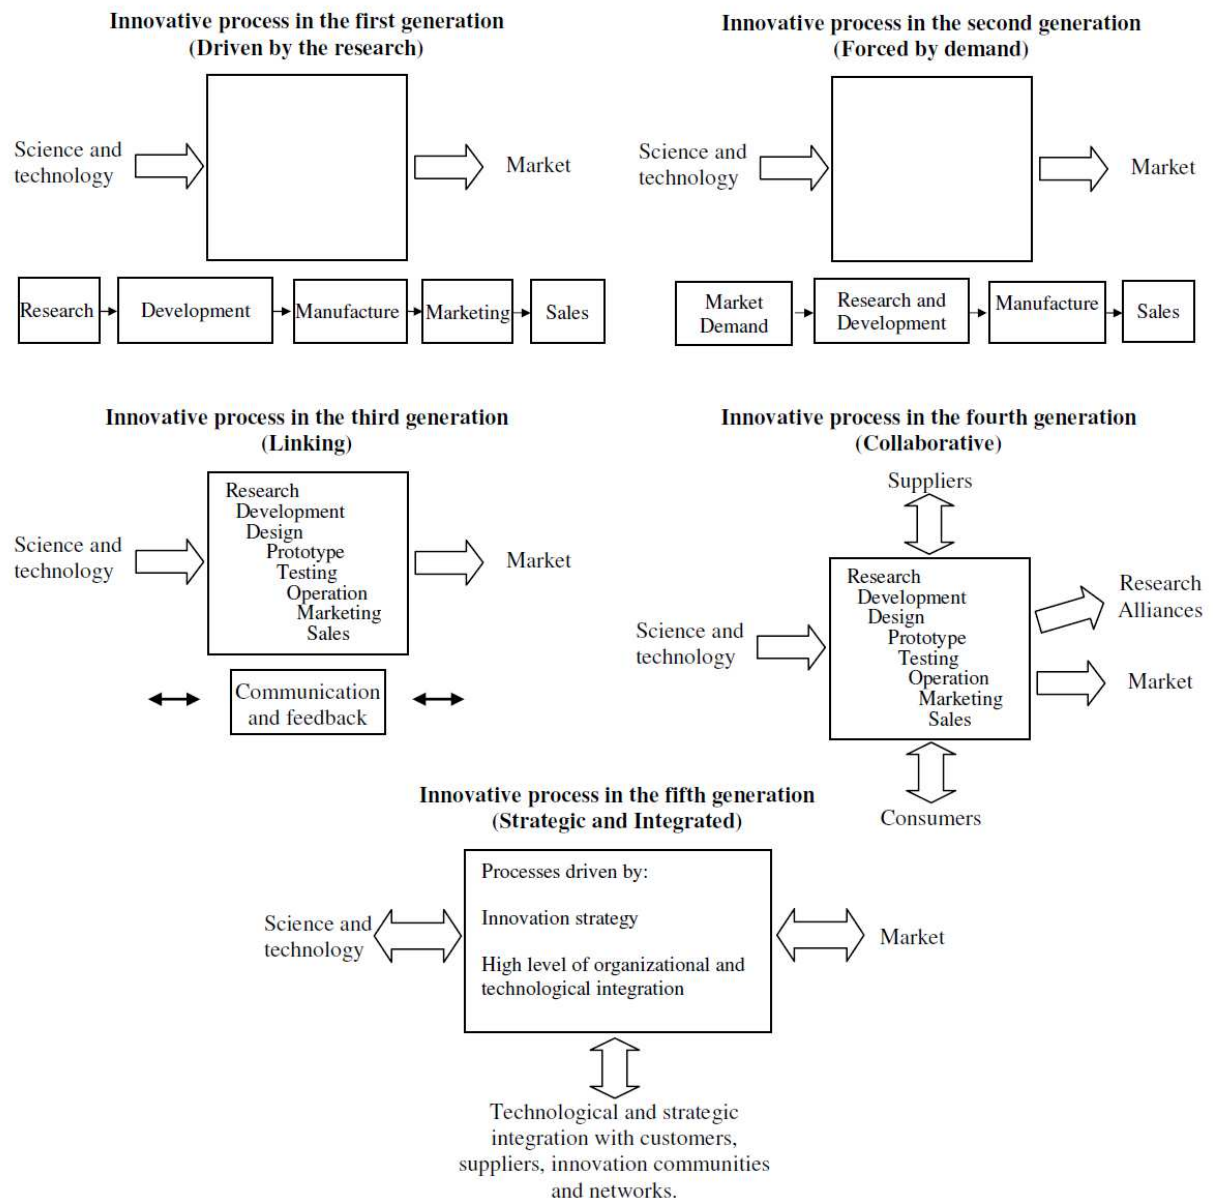 Innovative process in the first generation
(Driven by the research)
Science and
technology
Market
Research
Development
Manufacture
Marketing
Sales
Innovative process in the second generation
(Forced by demand)
Science and
technology
Market
Market
Demand
Research and
Development
Manufacture
Sales
Innovative process in the third generation
(Linking)
Science and
technology
Research
Development
Design
Prototype
Testing
Operation
Marketing
Sales
Market
Communication
and feedback
Innovative process in the fourth generation
(Collaborative)
Suppliers
Science and
technology
Research
Development
Design
Prototype
Testing
Operation
Marketing
Sales
Research
Alliances
Market
Consumers
Innovative process in the fifth generation
(Strategic and Integrated)
Science and
technology
Processes driven by:
Innovation strategy
High level of organizational and
technological integration
Market
Technological and strategic
integration with customers,
suppliers, innovation communities
and networks.